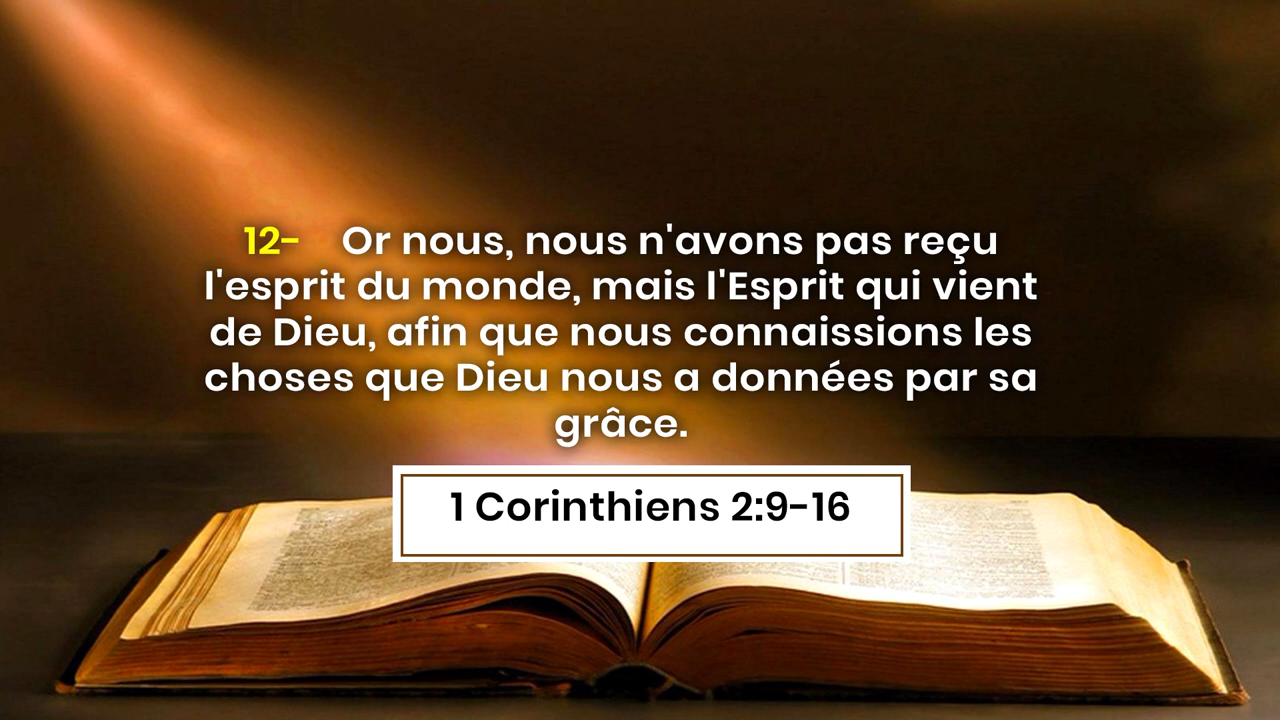 12- Or nous, nous n'avons pas reçu
l'esprit du monde, mais l'Esprit qui vient
de Dieu, afin que nous connaissions les
choses que Dieu nous a données par sa
grâce.
1 Corinthiens 2:9-16